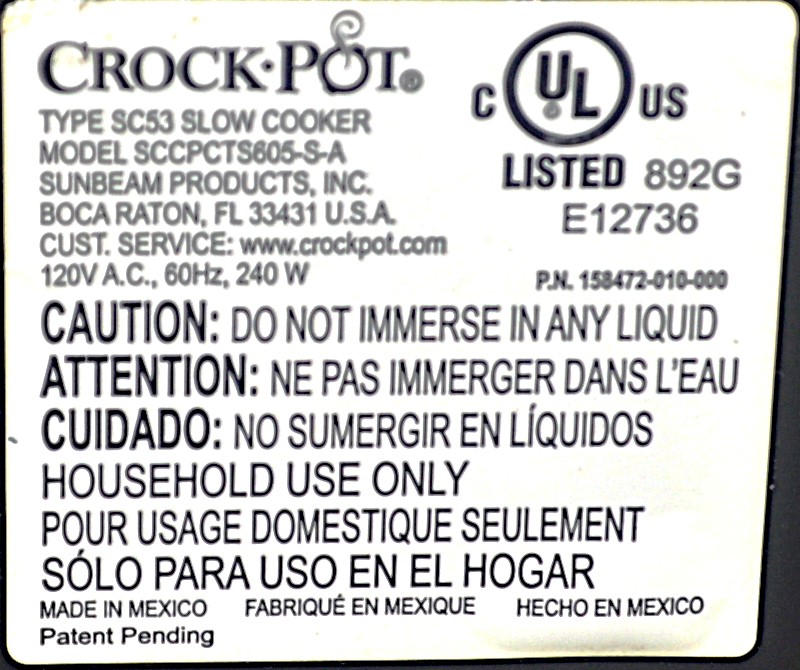 CROCK·POT®
TYPE SC53 SLOW COOKER
MODEL SCCPCTS605-S-A
SUNBEAM PRODUCTS, INC.
BOCA RATON, FL 33431 U.S.A.
CUST. SERVICE: www.crockpot.com
120V A.C., 60Hz, 240 W
C UL US
®
LISTED 892G
E12736
P.N. 158472-010-000
CAUTION: DO NOT IMMERSE IN ANY LIQUID
ATTENTION: NE PAS IMMERGER DANS L'EAU
CUIDADO: NO SUMERGIR EN LÍQUIDOS
HOUSEHOLD USE ONLY
POUR USAGE DOMESTIQUE SEULEMENT
SÓLO PARA USO EN EL HOGAR
MADE IN MEXICO FABRIQUÉ EN MEXIQUE HECHO EN MEXICO
Patent Pending